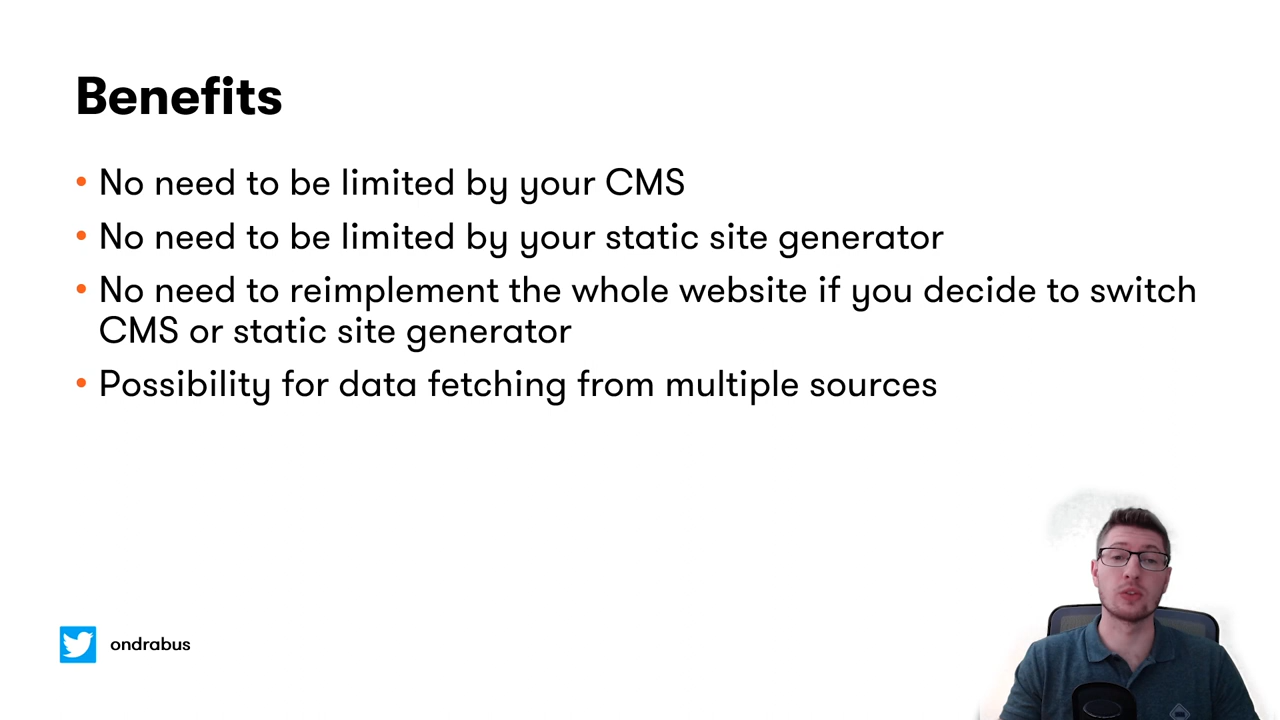 Benefits
• No need to be limited by your CMS
• No need to be limited by your static site generator
• No need to reimplement the whole website if you decide to switch
CMS or static site generator
• Possibility for data fetching from multiple sources
ondrabus